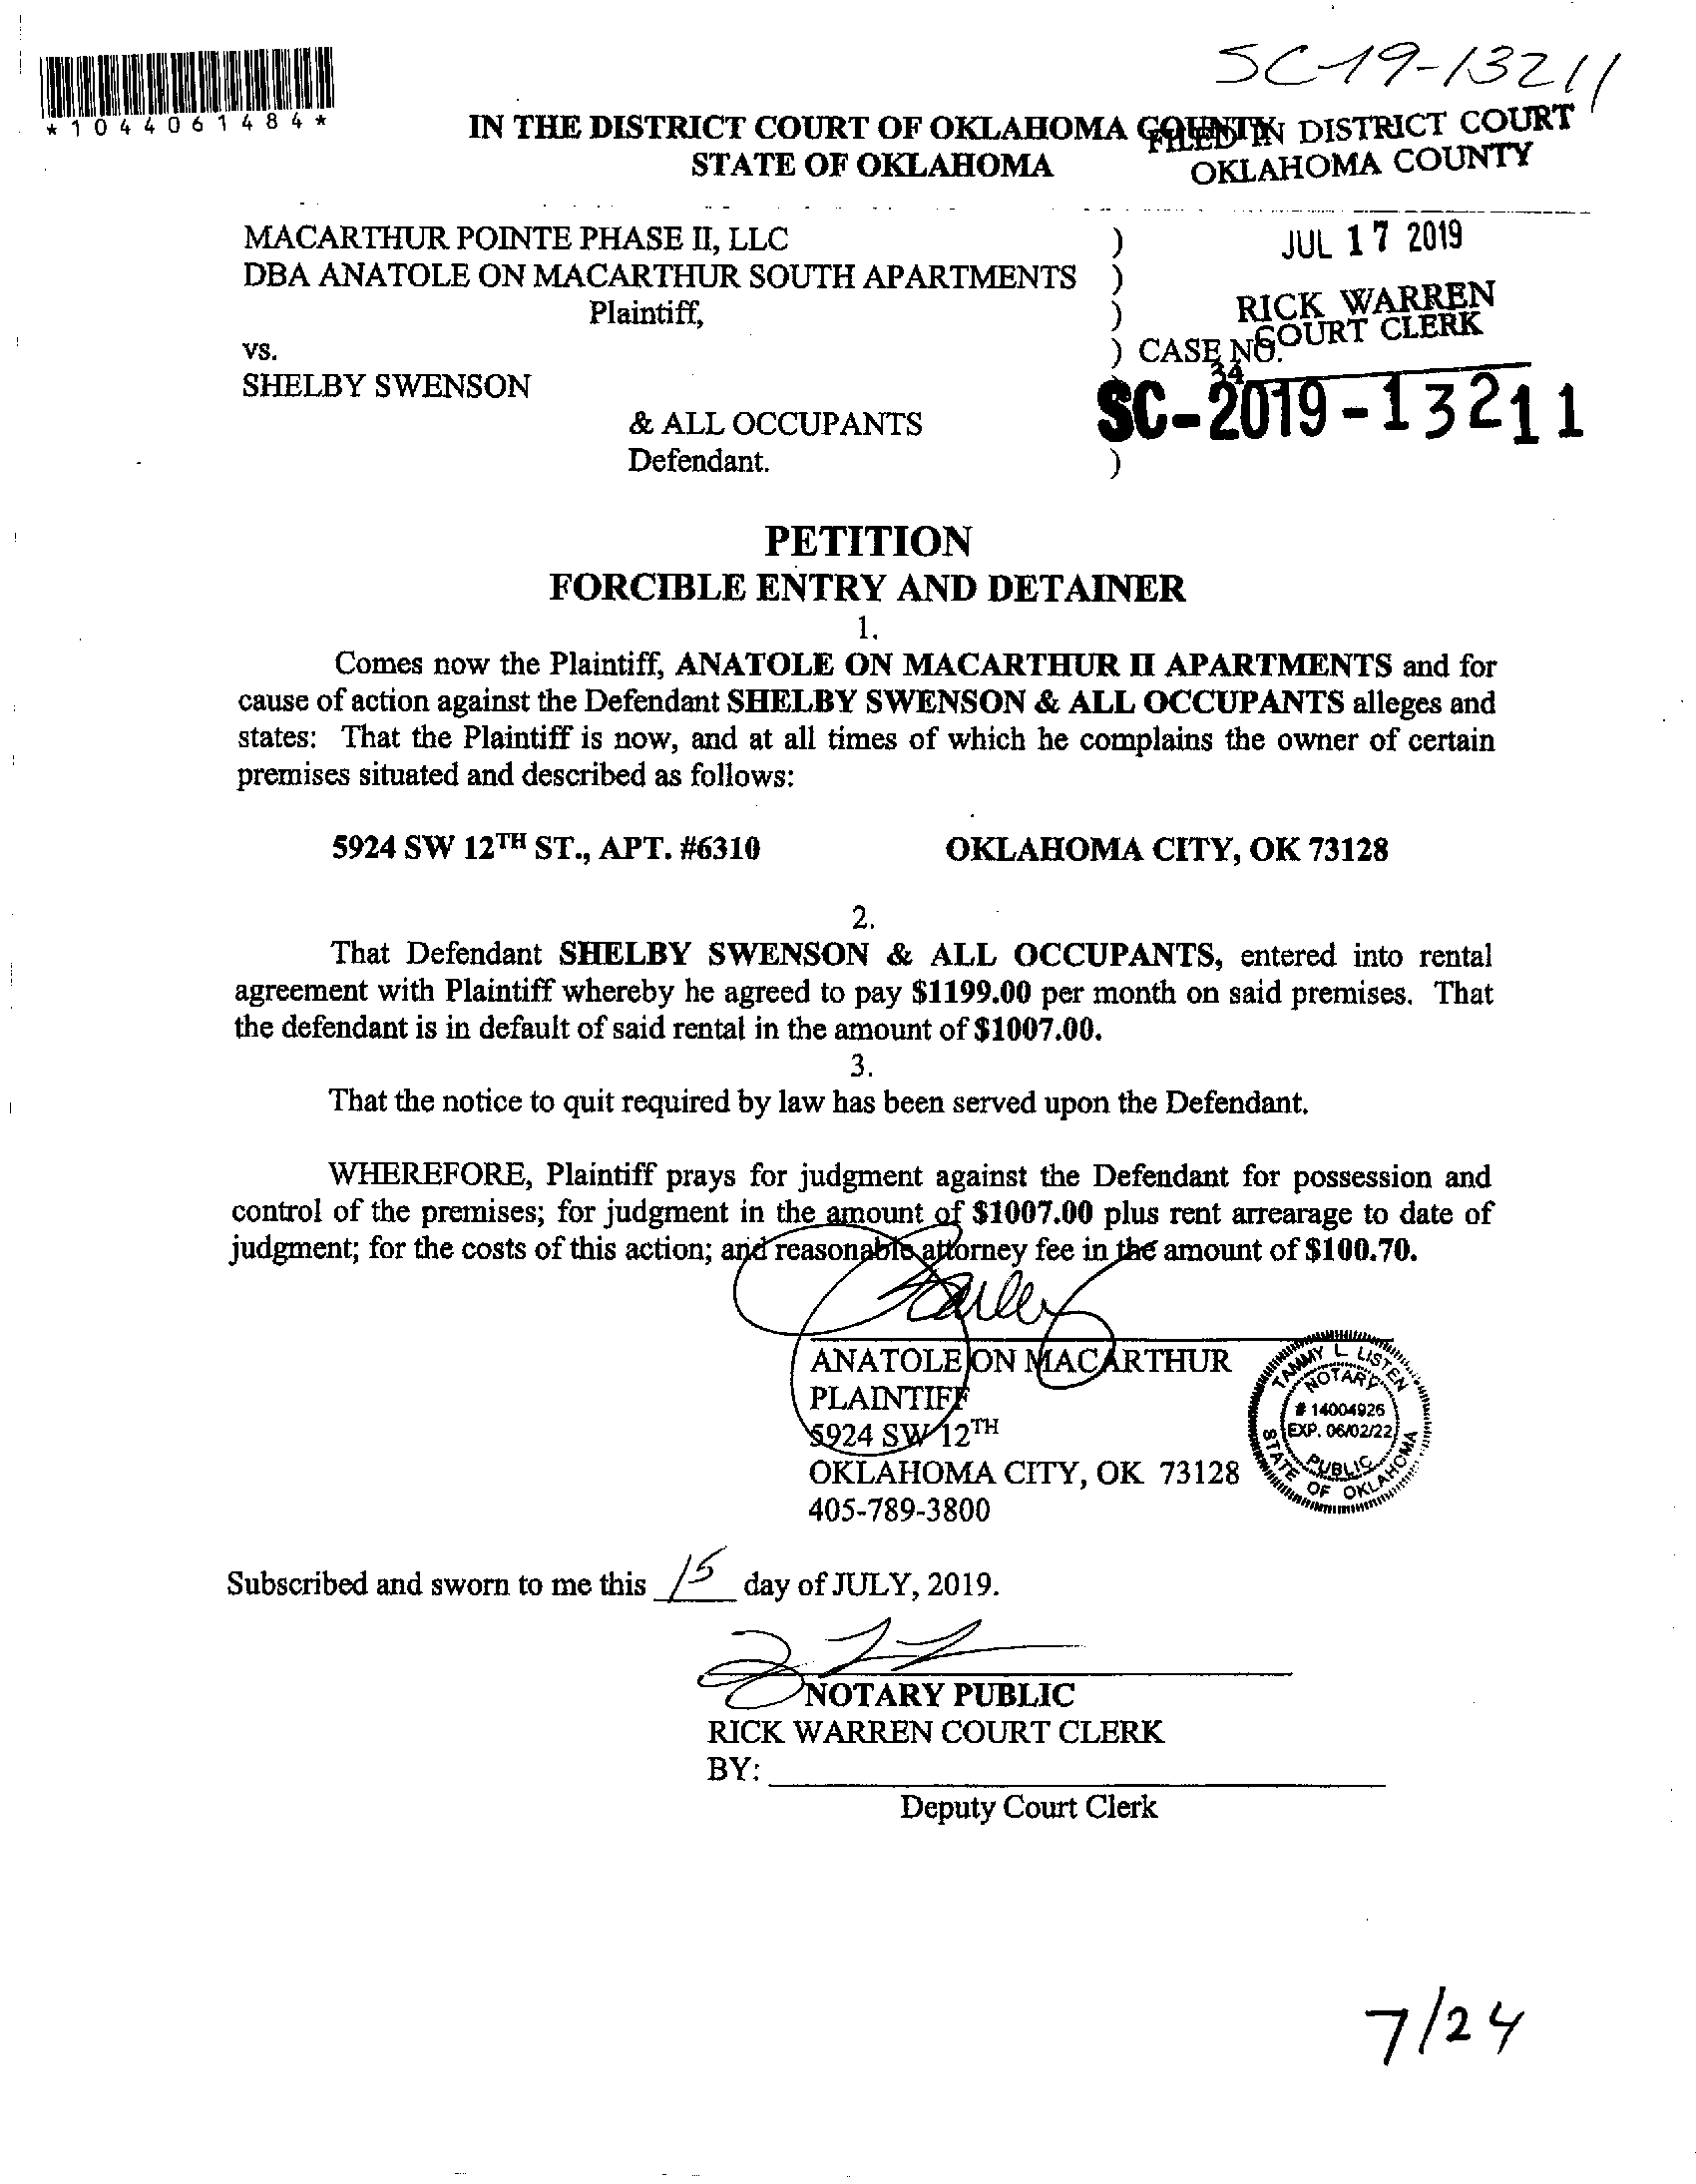 SC-19-13211
*1044061484*
IN THE DISTRICT COURT OF OKLAHOMA COUNTY
STATE OF OKLAHOMA
FILED IN DISTRICT COURT
OKLAHOMA COUNTY
JUL 17 2019
RICK WARREN
COURT CLERK
34
MACARTHUR POINTE PHASE II, LLC )
DBA ANATOLE ON MACARTHUR SOUTH APARTMENTS )
Plaintiff, )
vs. ) CASE NO.
SHELBY SWENSON
SC-2019-13211
& ALL OCCUPANTS
Defendant. )
PETITION
FORCIBLE ENTRY AND DETAINER
1.
Comes now the Plaintiff, ANATOLE ON MACARTHUR II APARTMENTS and for
cause of action against the Defendant SHELBY SWENSON & ALL OCCUPANTS alleges and
states: That the Plaintiff is now, and at all times of which he complains the owner of certain
premises situated and described as follows:
5924 SW 12TH ST., APT. #6310 OKLAHOMA CITY, OK 73128
2.
That Defendant SHELBY SWENSON & ALL OCCUPANTS, entered into rental
agreement with Plaintiff whereby he agreed to pay $1199.00 per month on said premises. That
the defendant is in default of said rental in the amount of $1007.00.
3.
That the notice to quit required by law has been served upon the Defendant.
WHEREFORE, Plaintiff prays for judgment against the Defendant for possession and
control of the premises; for judgment in the amount of $1007.00 plus rent arrearage to date of
judgment; for the costs of this action; and reasonable attorney fee in the amount of $100.70.
ANATOLE ON MACARTHUR
PLAINTIFF
5924 SW 12TH
OKLAHOMA CITY, OK 73128
405-789-3800
TAMMY L LISTEN
NOTARY
# 14004926
EXP. 06/02/22
PUBLIC
STATE OF OKLAHOMA
Subscribed and sworn to me this 15 day of JULY, 2019.
NOTARY PUBLIC
RICK WARREN COURT CLERK
BY:
Deputy Court Clerk
7/24